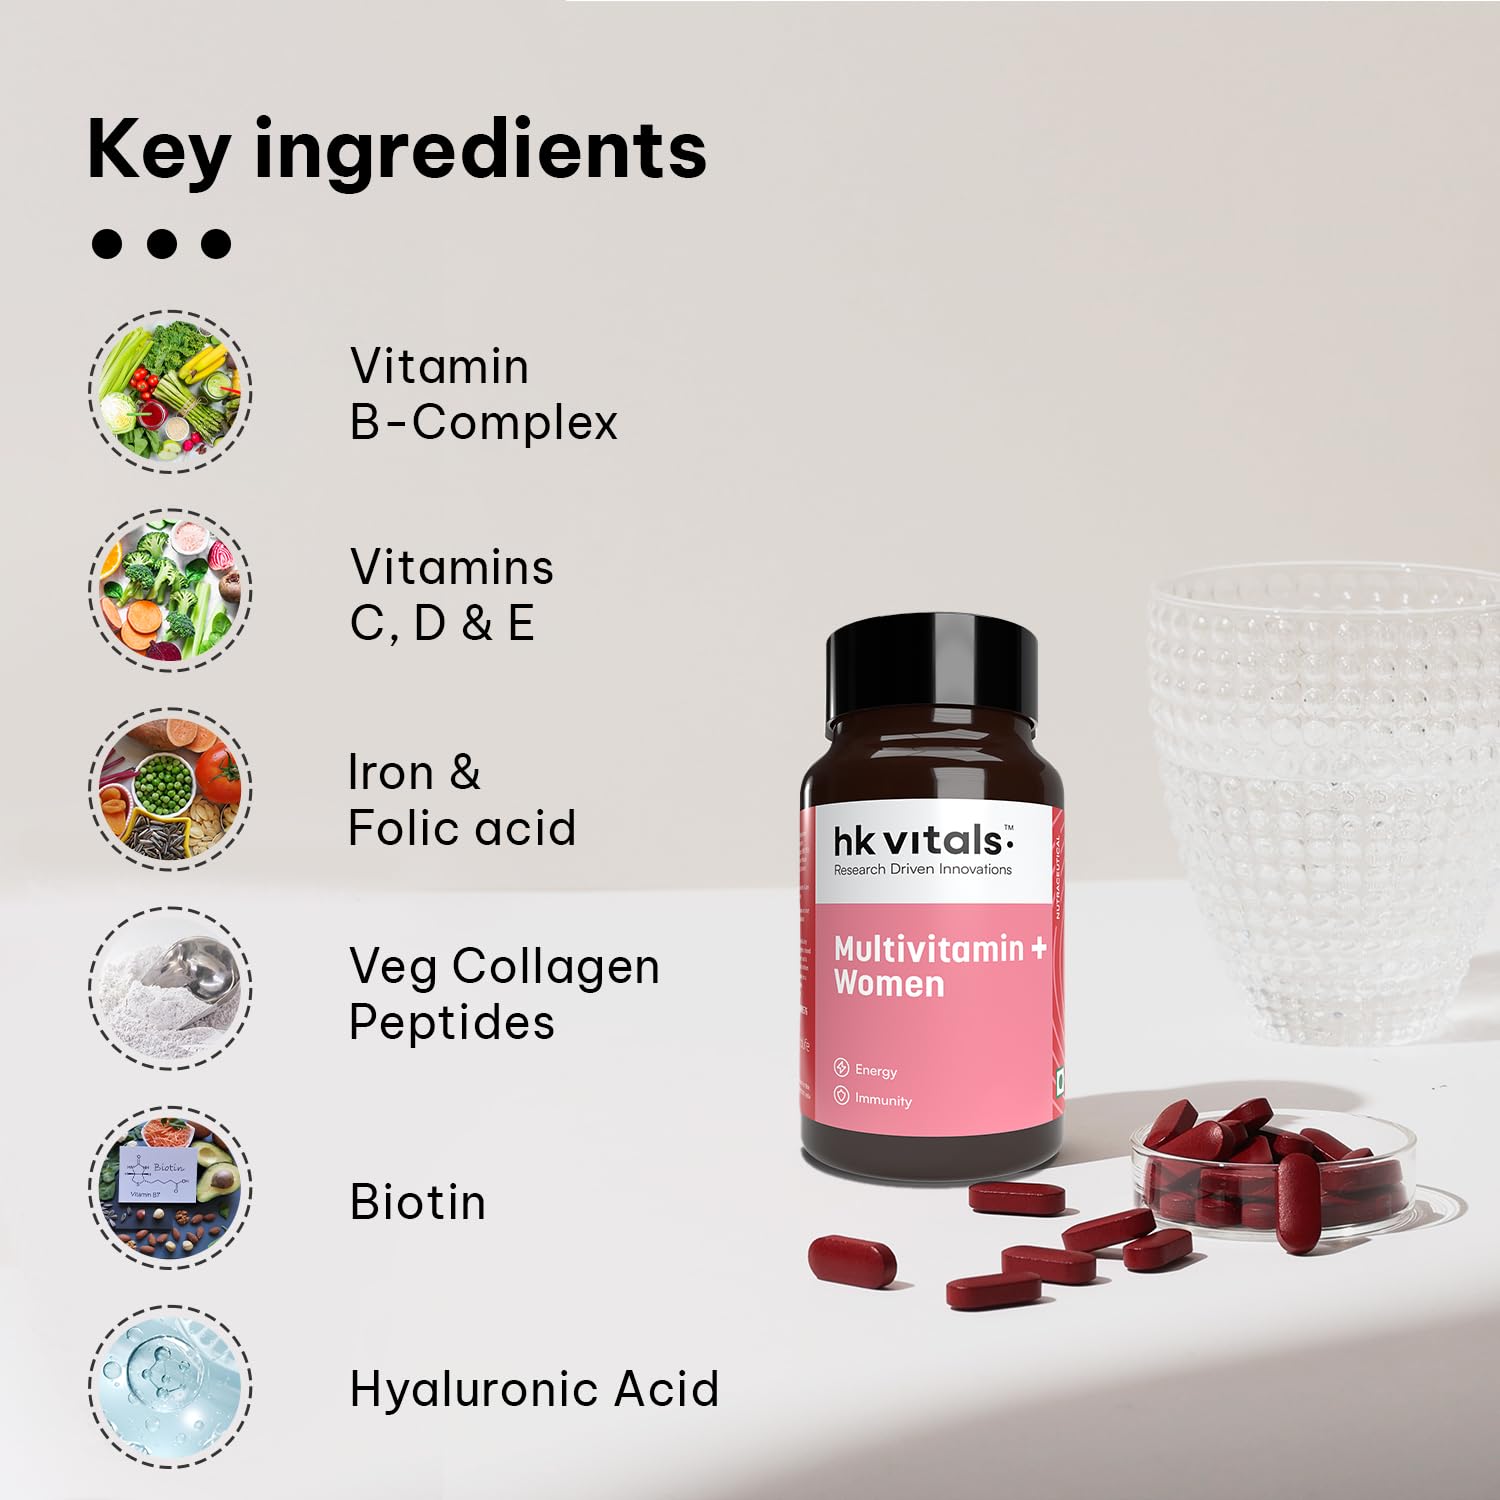 Key ingredients
Vitamin
B-Complex
Vitamins
C, D & E
Iron &
Folic acid
Veg Collagen
Peptides
Biotin
Vitamin B7
Hyaluronic Acid
hk vitals.™
Research Driven Innovations
NUTRACEUTICAL
Multivitamin +
Women
Energy
Immunity